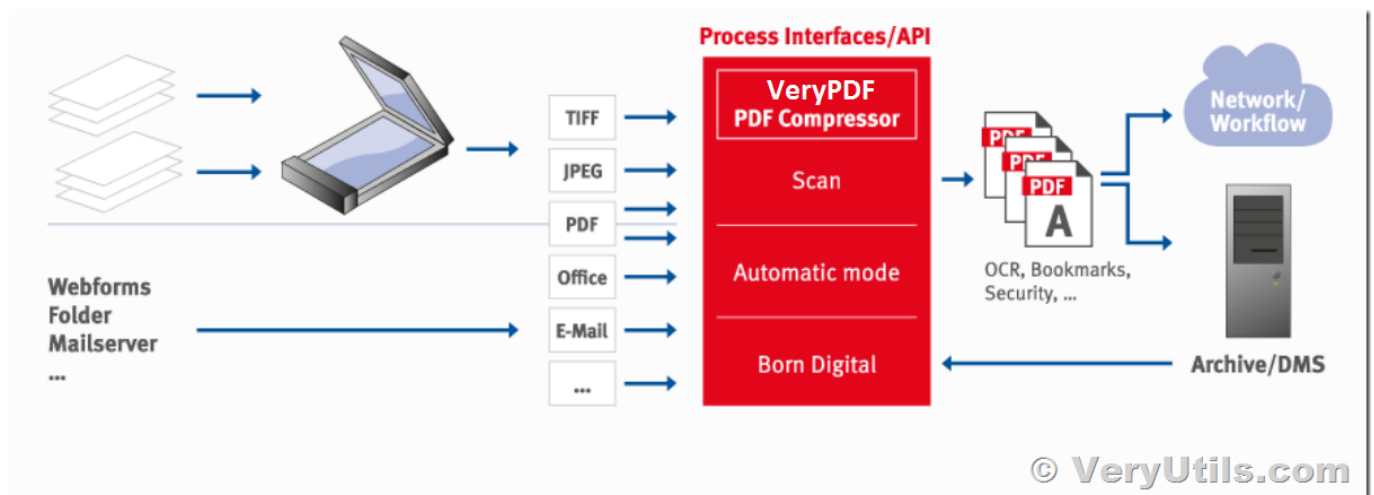 Process Interfaces/API
VeryPDF
PDF Compressor
Scan
Automatic mode
Born Digital
TIFF
JPEG
PDF
Office
E-Mail
...
Webforms
Folder
Mailserver
...
PDF
PDF
PDF
A
OCR, Bookmarks,
Security, ...
Network/
Workflow
Archive/DMS
© VeryUtils.com